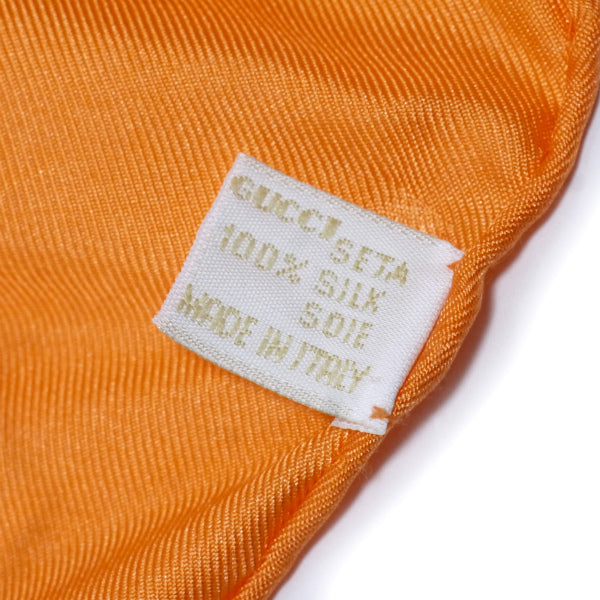 GUCCI
SETA
100% SILK
SOIE
MADE IN ITALY